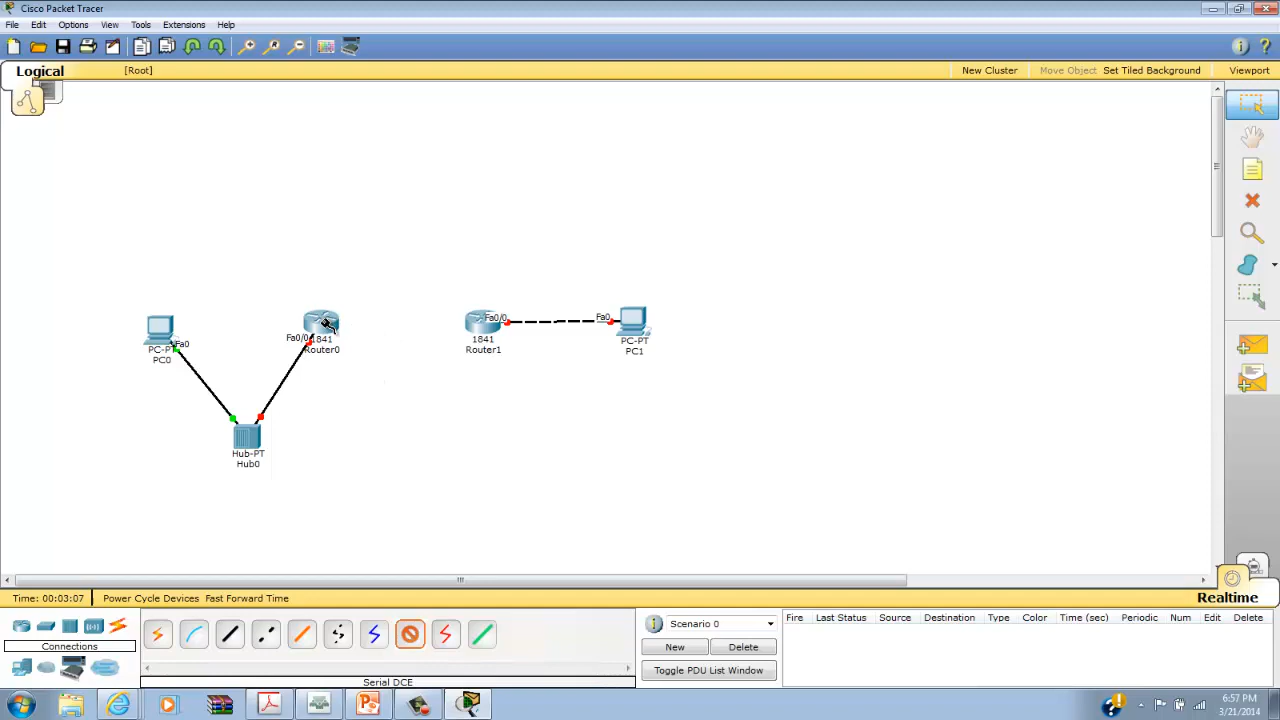 Cisco Packet Tracer
File Edit Options View Tools Extensions Help
Logical
[Root]
New Cluster
Move Object
Set Tiled Background
Viewport
Fa0/0
1841
Router0
Fa0/0
1841
Router1
Fa0
PC-PT
PC1
Fa0
PC-PT
PC0
Hub-PT
Hub0
Time: 00:03:07
Power Cycle Devices Fast Forward Time
Realtime
Connections
Serial DCE
Scenario 0
New
Delete
Toggle PDU List Window
Fire Last Status Source Destination Type Color Time (sec) Periodic Num Edit Delete
6:57 PM
3/21/2014